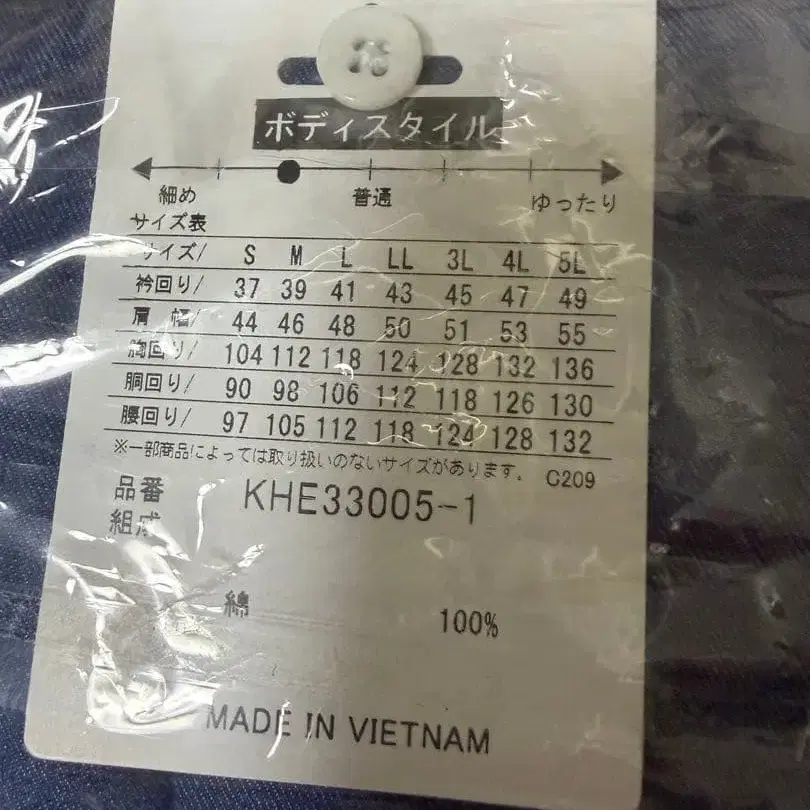 ボディスタイル
細め 普通 ゆったり
サイズ表
サイズ/ S M L LL 3L 4L 5L
衿回り/ 37 39 41 43 45 47 49
肩 幅/ 44 46 48 50 51 53 55
胸回り/ 104 112 118 124 128 132 136
胴回り/ 90 98 106 112 118 126 130
腰回り/ 97 105 112 118 124 128 132
※一部商品によっては取り扱いのないサイズがあります。 C209
品番 KHE33005-1
組成
綿 100%
MADE IN VIETNAM